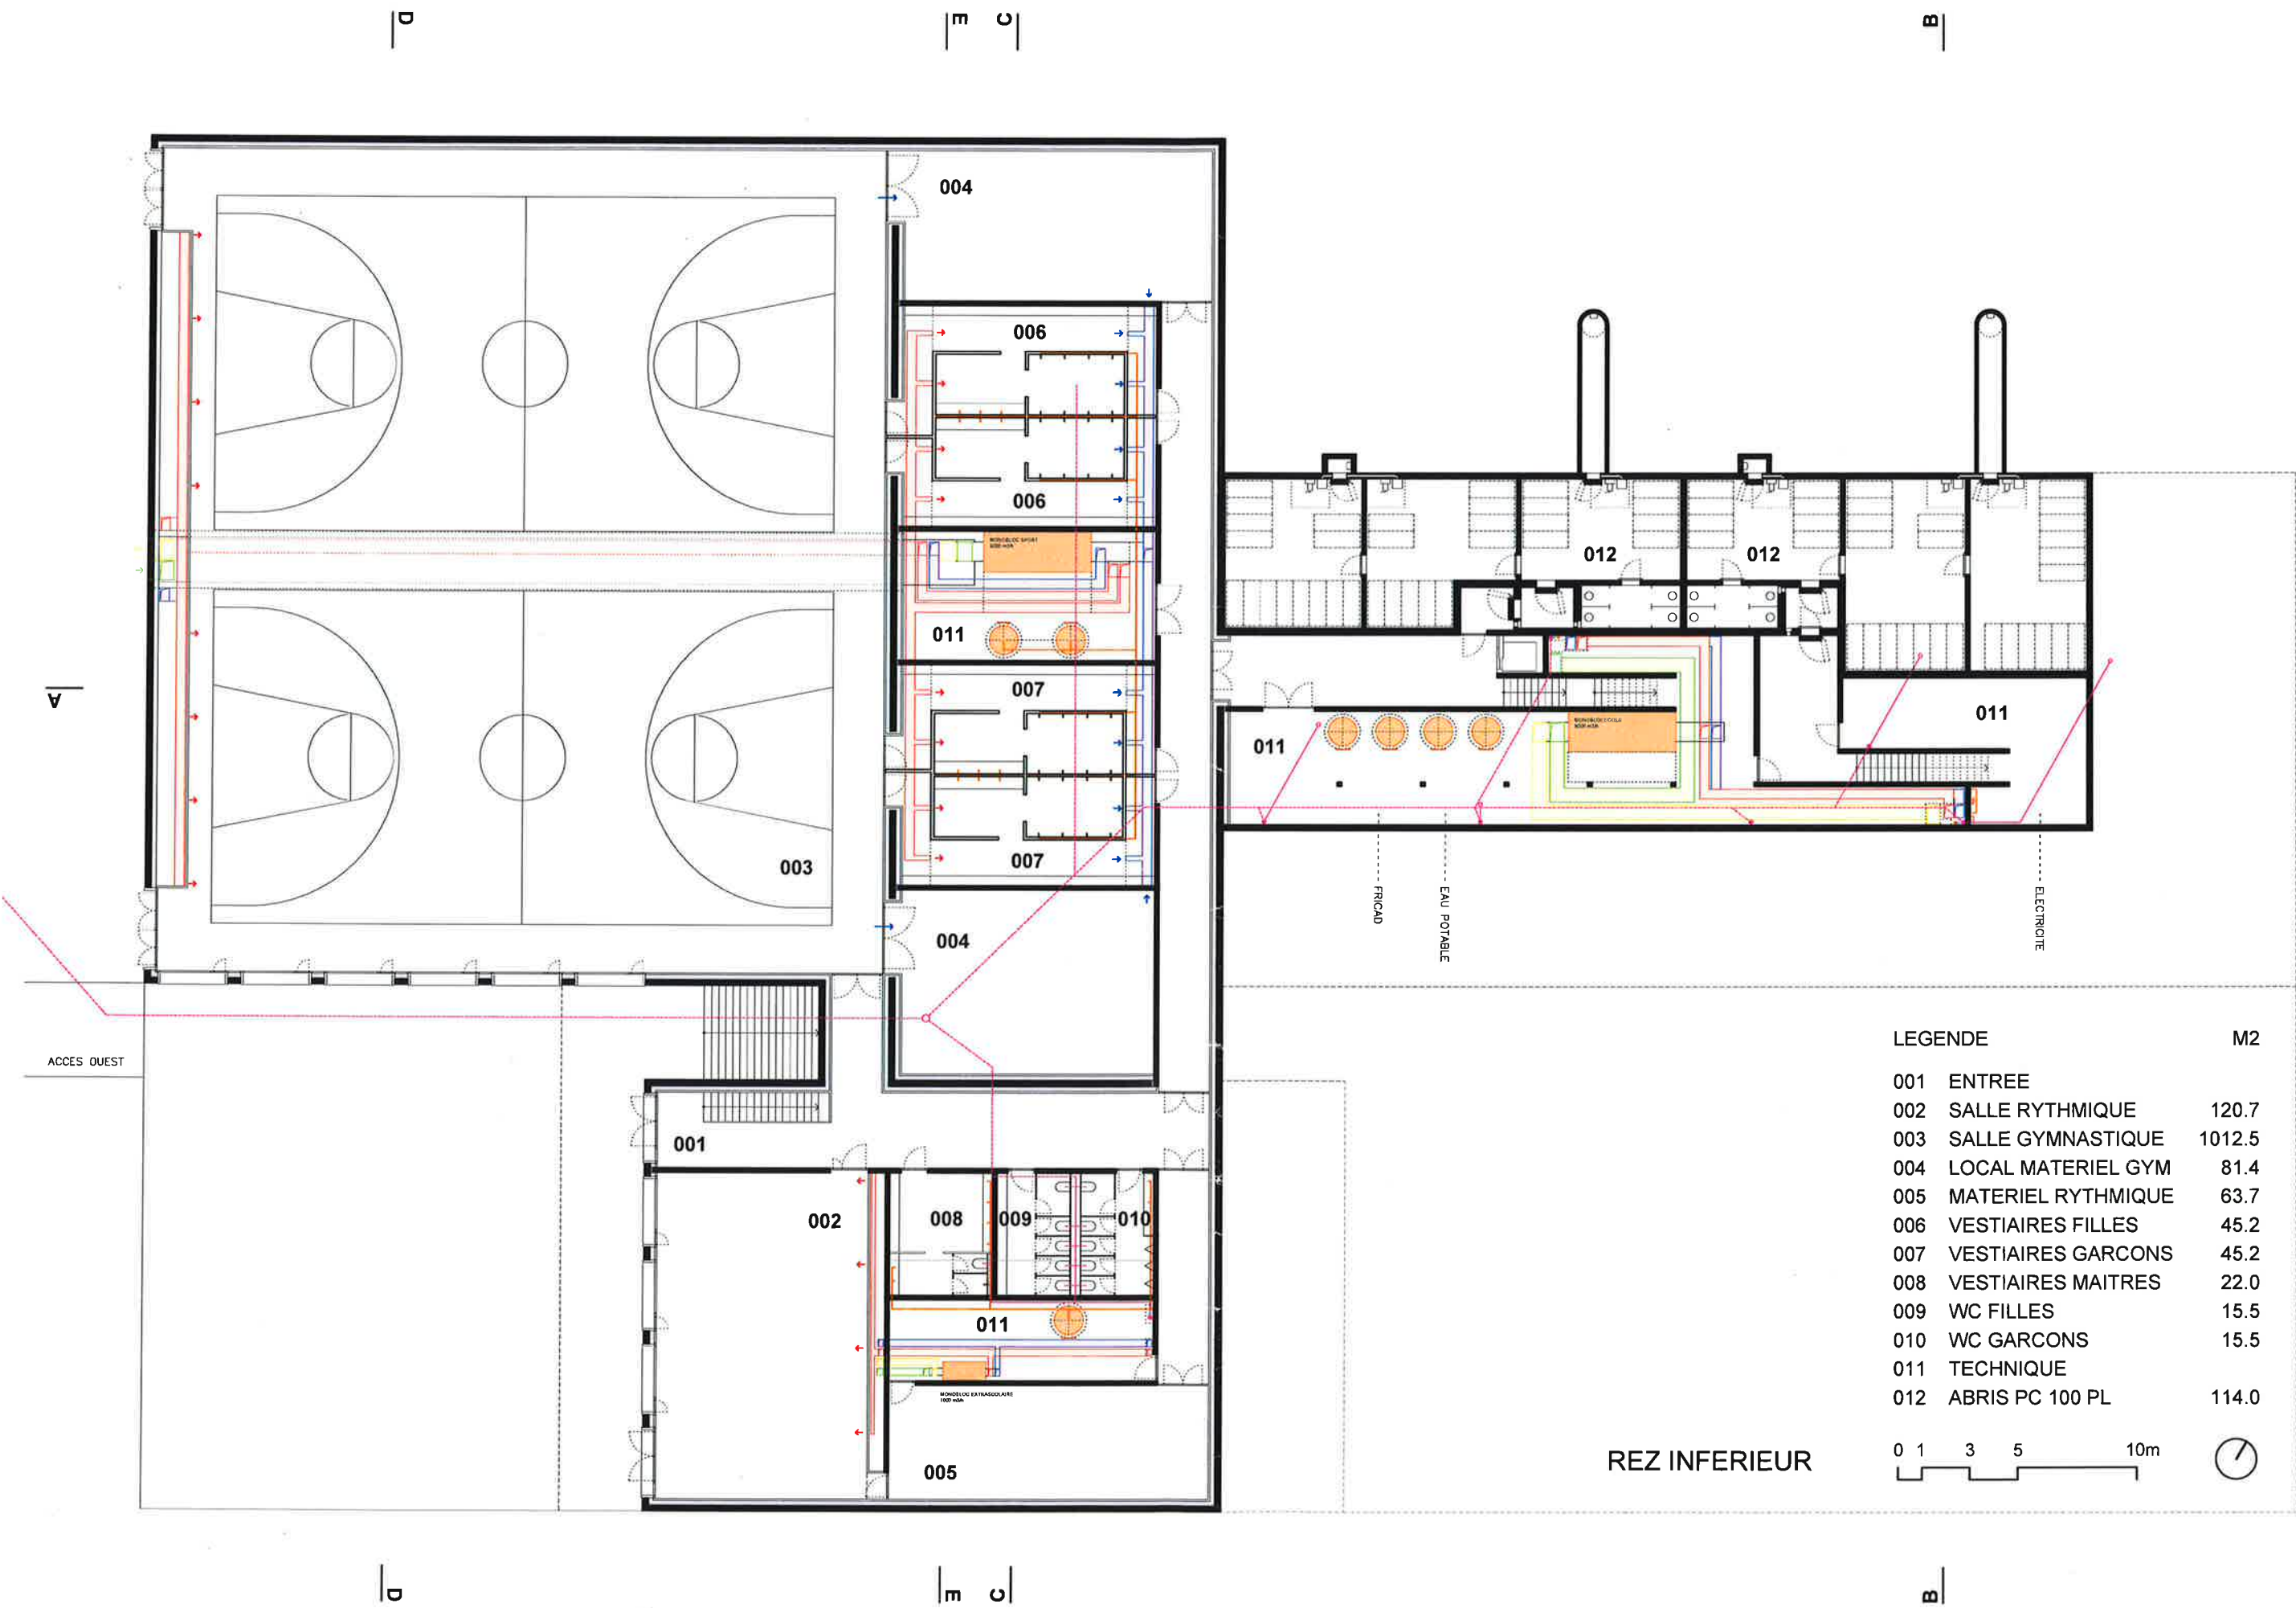 D
E C
B
004
006
006
MONOBLOC SPORT
011
007
007
003
004
A
012
012
011
011
FRICAD
EAU POTABLE
ELECTRICITE
ACCES OUEST
001
002
008
009
010
011
MONOBLOC EXTRASCOLAIRE
005
LEGENDE M2
001 ENTREE
002 SALLE RYTHMIQUE 120.7
003 SALLE GYMNASTIQUE 1012.5
004 LOCAL MATERIEL GYM 81.4
005 MATERIEL RYTHMIQUE 63.7
006 VESTIAIRES FILLES 45.2
007 VESTIAIRES GARCONS 45.2
008 VESTIAIRES MAITRES 22.0
009 WC FILLES 15.5
010 WC GARCONS 15.5
011 TECHNIQUE
012 ABRIS PC 100 PL 114.0
REZ INFERIEUR
0 1 3 5 10m
D
E C
B